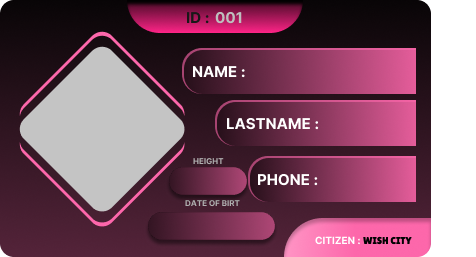 ID : 001
NAME :
LASTNAME :
HEIGHT
PHONE :
DATE OF BIRT
CITIZEN : WISH CITY